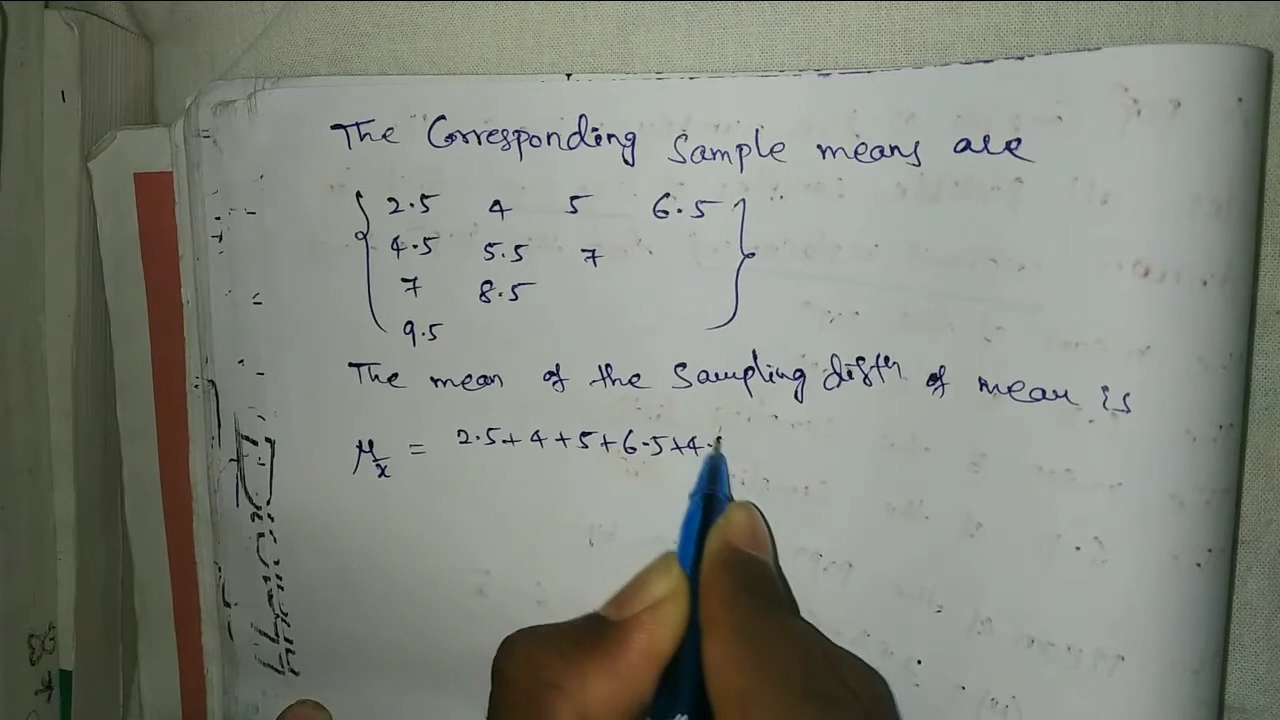 The Corresponding Sample means are
{ 2.5 4 5 6.5 }
4.5 5.5 7
7 8.5
9.5
The mean of the Sampling distn of mean is
μx̄ = 2.5+4+5+6.5+4.